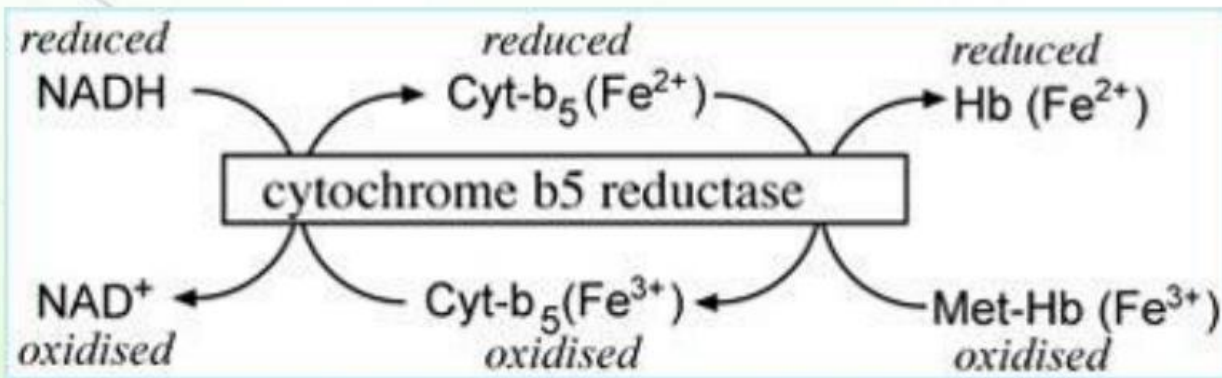 reduced reduced reduced
NADH Cyt-b5(Fe2+) Hb (Fe2+)
cytochrome b5 reductase
NAD+ Cyt-b5(Fe3+) Met-Hb (Fe3+)
oxidised oxidised oxidised